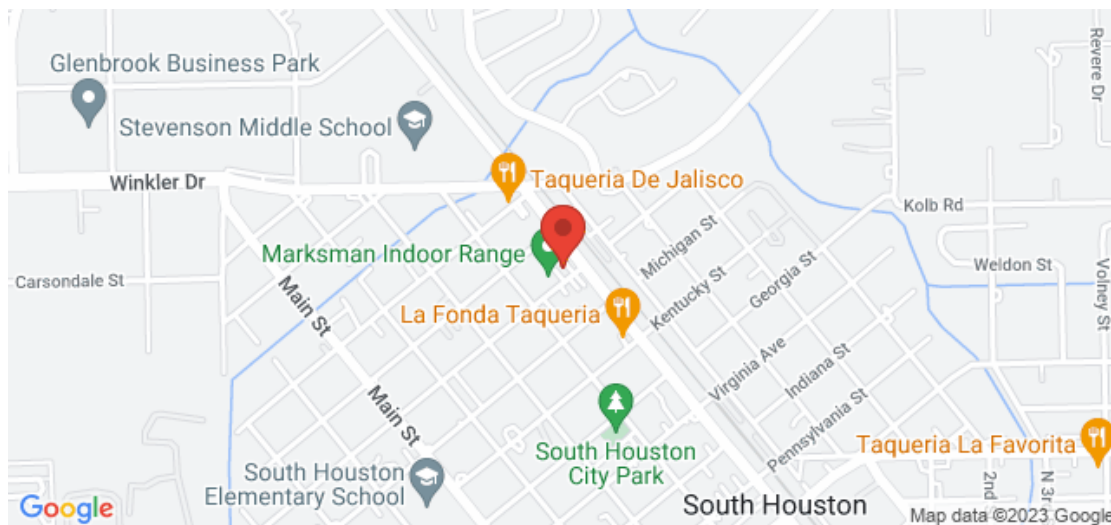 Glenbrook Business Park
Revere Dr
Stevenson Middle School
Winkler Dr
Taqueria De Jalisco
Kolb Rd
Michigan St
Marksman Indoor Range
Carsondale St
Georgia St
Weldon St
Volney St
Main St
Kentucky St
La Fonda Taqueria
Virginia Ave
Indiana St
Main St
Pennsylvania St
South Houston
City Park
Taqueria La Favorita
South Houston
Elementary School
2nd S
N 3r
South Houston
Google
Map data ©2023 Google